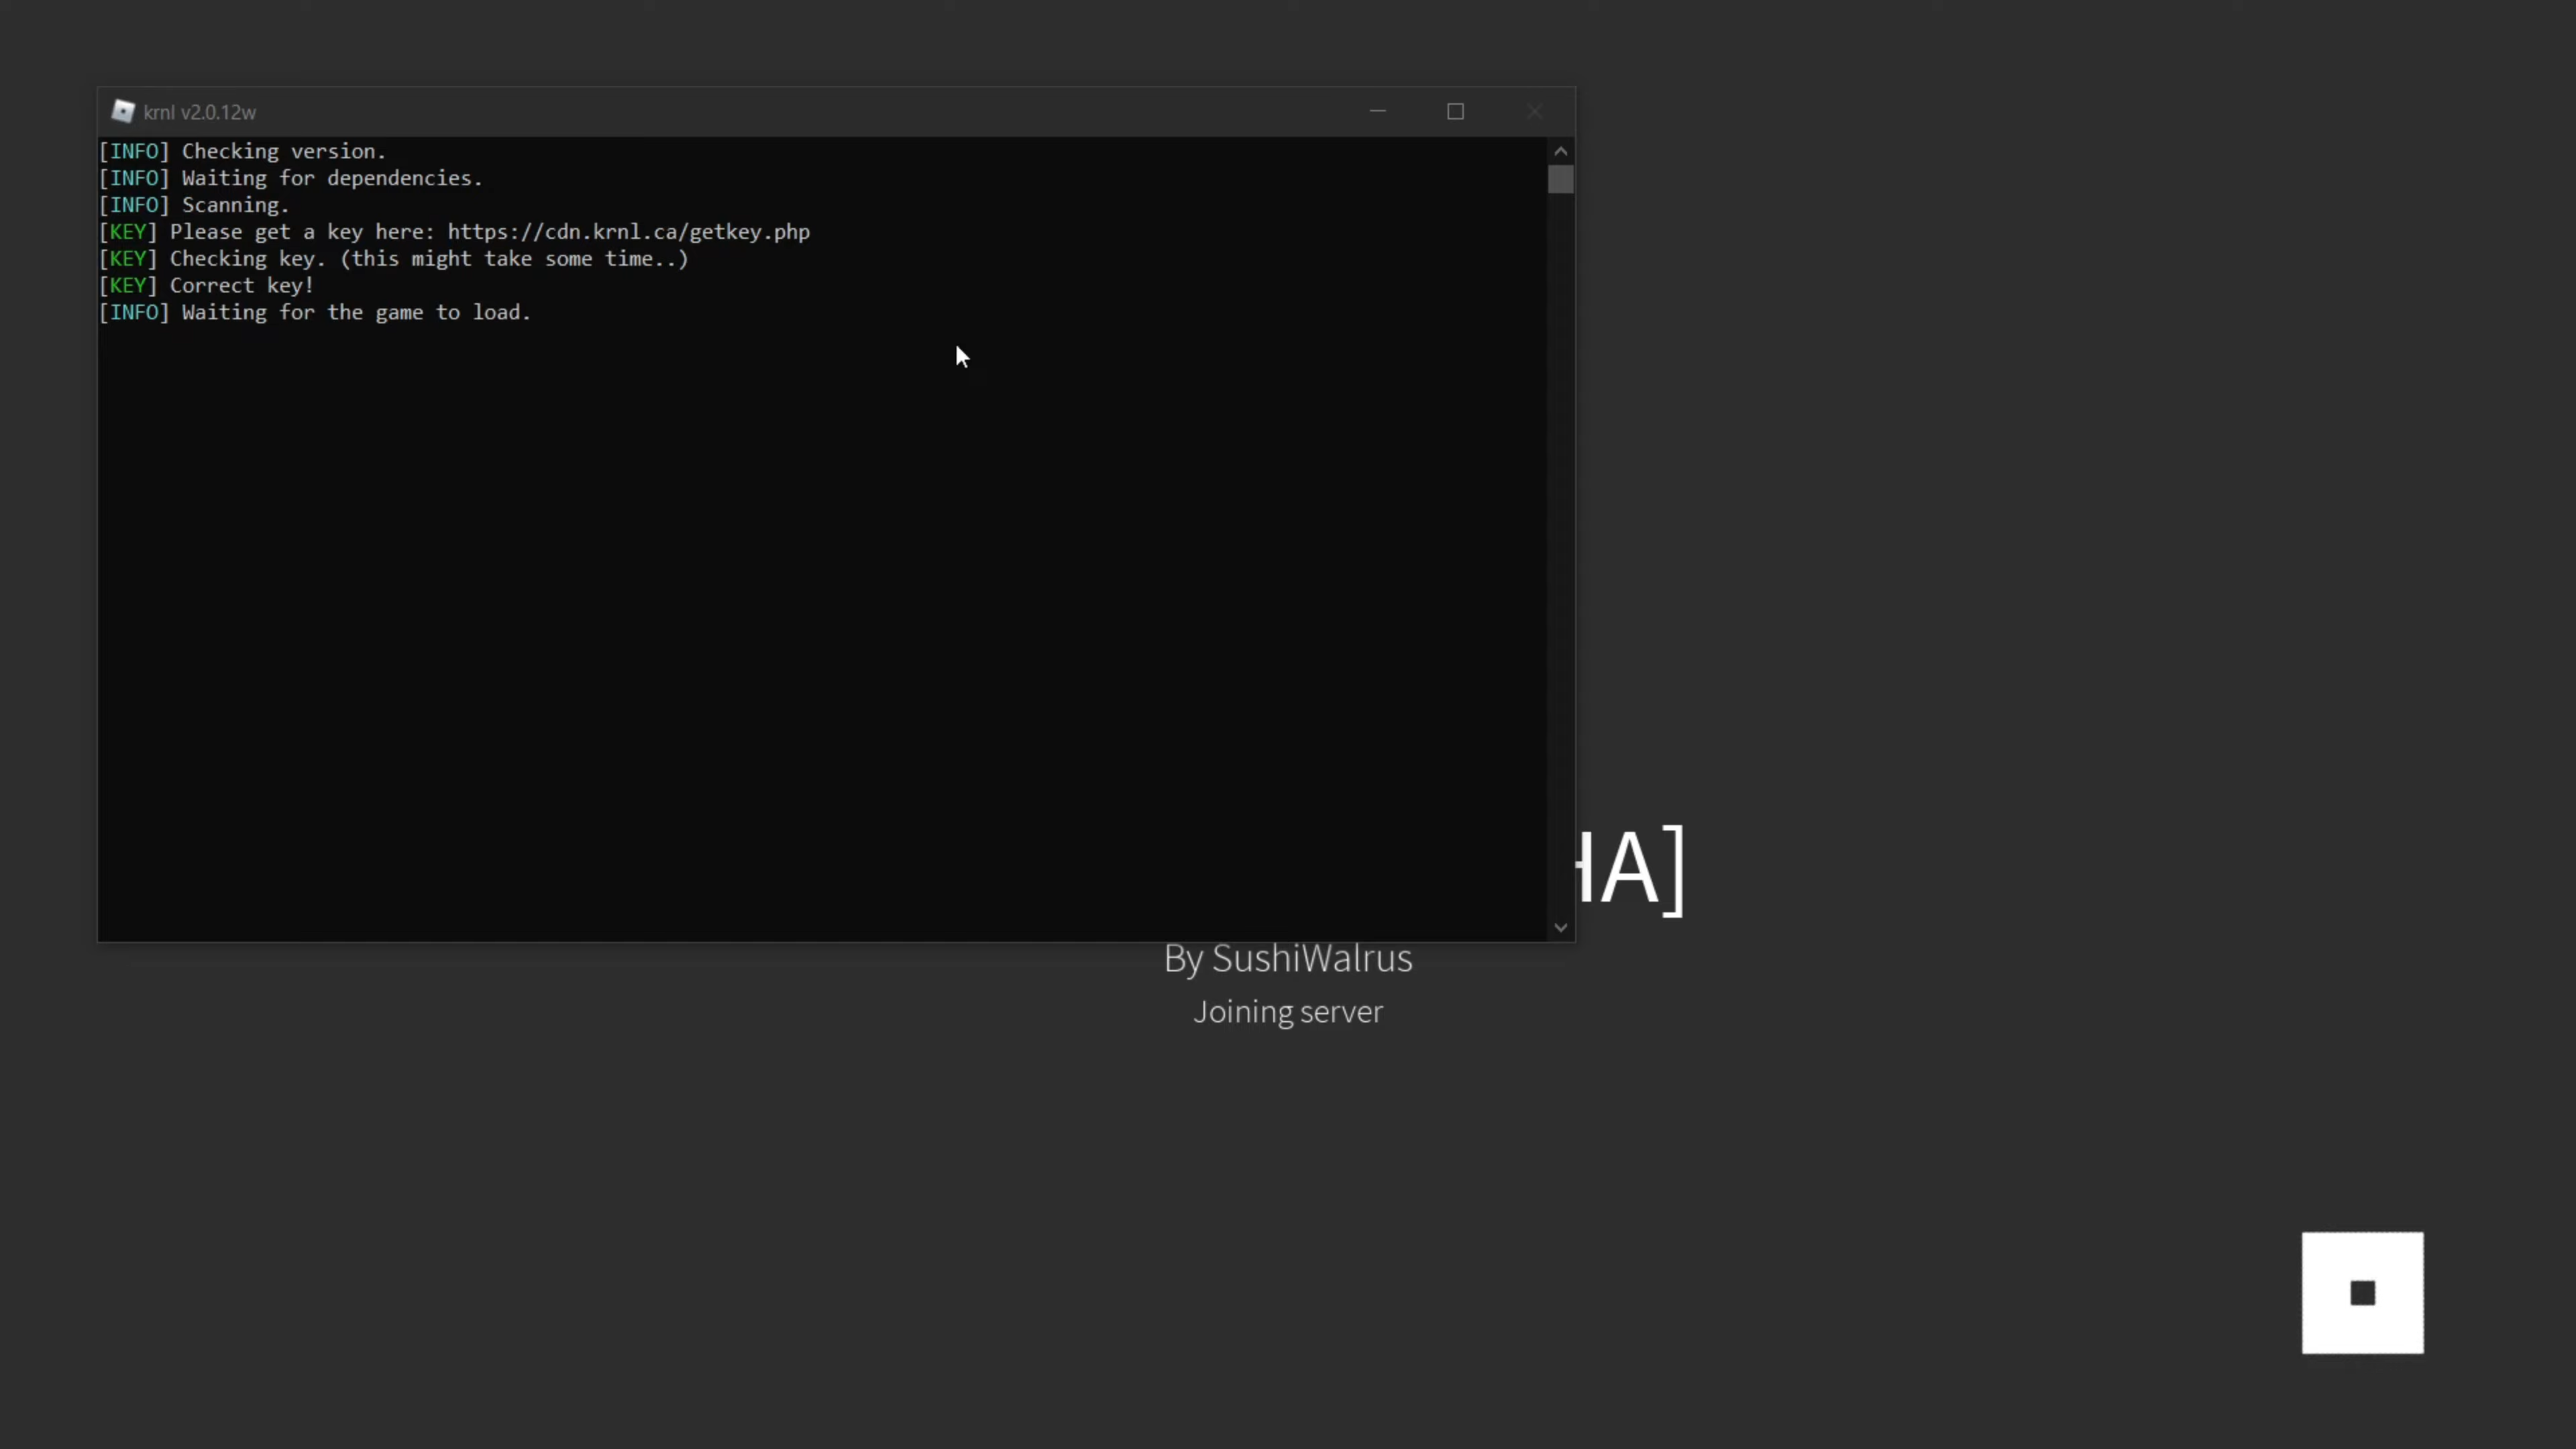 krnl v2.0.12w
[INFO] Checking version.
[INFO] Waiting for dependencies.
[INFO] Scanning.
[KEY] Please get a key here: https://cdn.krnl.ca/getkey.php
[KEY] Checking key. (this might take some time..)
[KEY] Correct key!
[INFO] Waiting for the game to load.
HA]
By SushiWalrus
Joining server